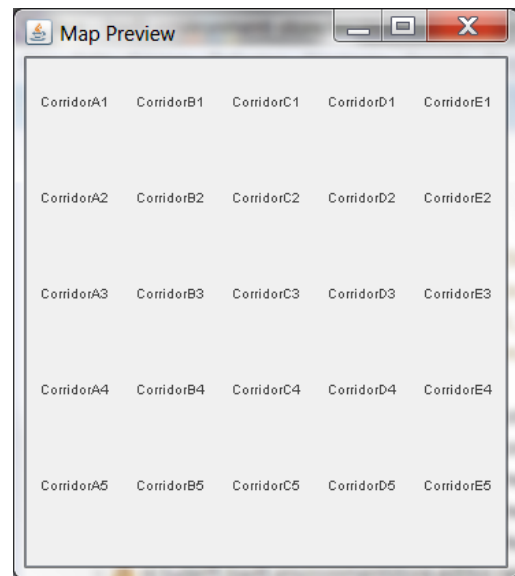 Map Preview
CorridorA1 CorridorB1 CorridorC1 CorridorD1 CorridorE1
CorridorA2 CorridorB2 CorridorC2 CorridorD2 CorridorE2
CorridorA3 CorridorB3 CorridorC3 CorridorD3 CorridorE3
CorridorA4 CorridorB4 CorridorC4 CorridorD4 CorridorE4
CorridorA5 CorridorB5 CorridorC5 CorridorD5 CorridorE5